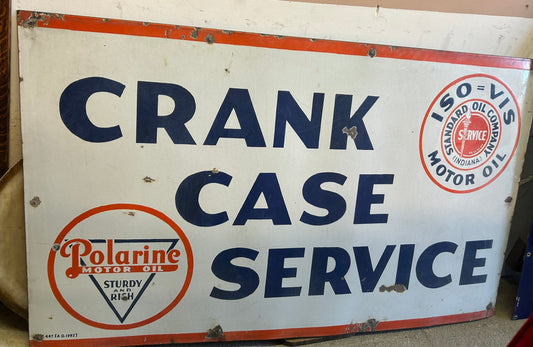 CRANK
CASE
SERVICE
ISO=VIS
STANDARD OIL COMPANY
SERVICE
(INDIANA)
MOTOR OIL
Polarine
MOTOR OIL
STURDY
AND
RICH